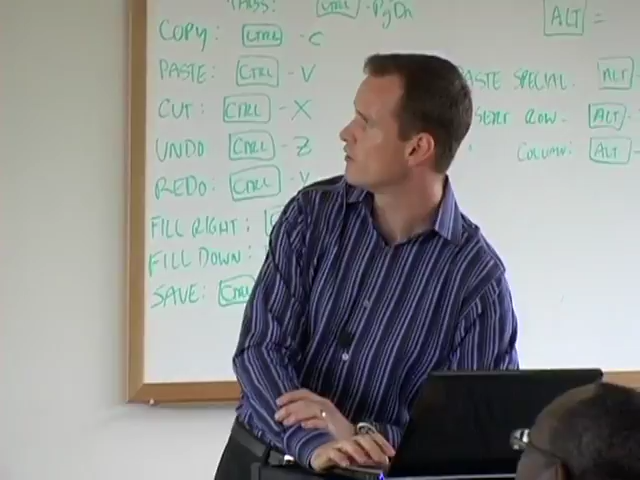 CTRL - PgDn
COPY: CTRL - C
PASTE: CTRL - V
CUT: CTRL - X
UNDO CTRL - Z
REDO: CTRL - Y
FILL RIGHT:
FILL DOWN:
SAVE: CTRL
ALT =
PASTE SPECIAL: ALT
ROW: ALT -
COLUMN: ALT -